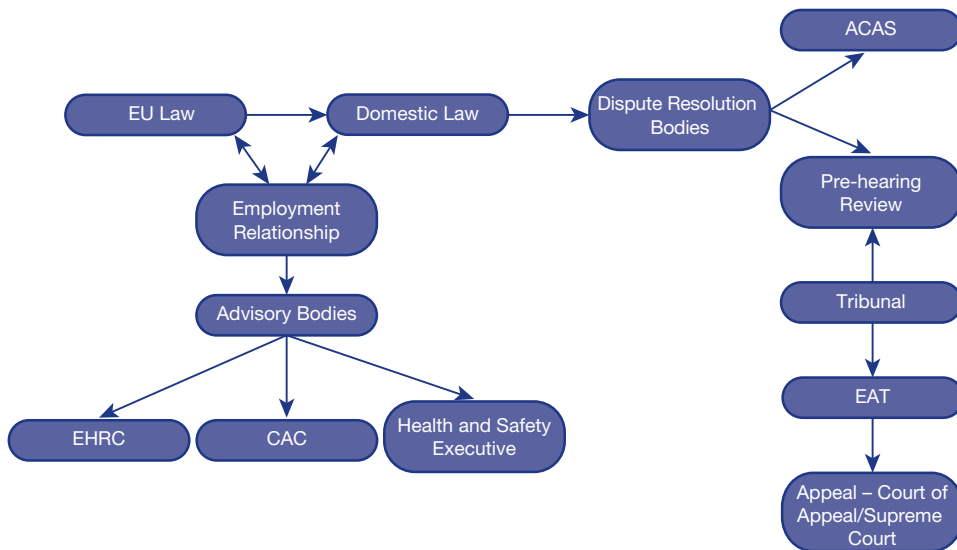 ACAS
EU Law
Domestic Law
Dispute Resolution
Bodies
Pre-hearing
Review
Employment
Relationship
Advisory Bodies
Tribunal
EHRC
CAC
Health and Safety
Executive
EAT
Appeal – Court of
Appeal/Supreme
Court